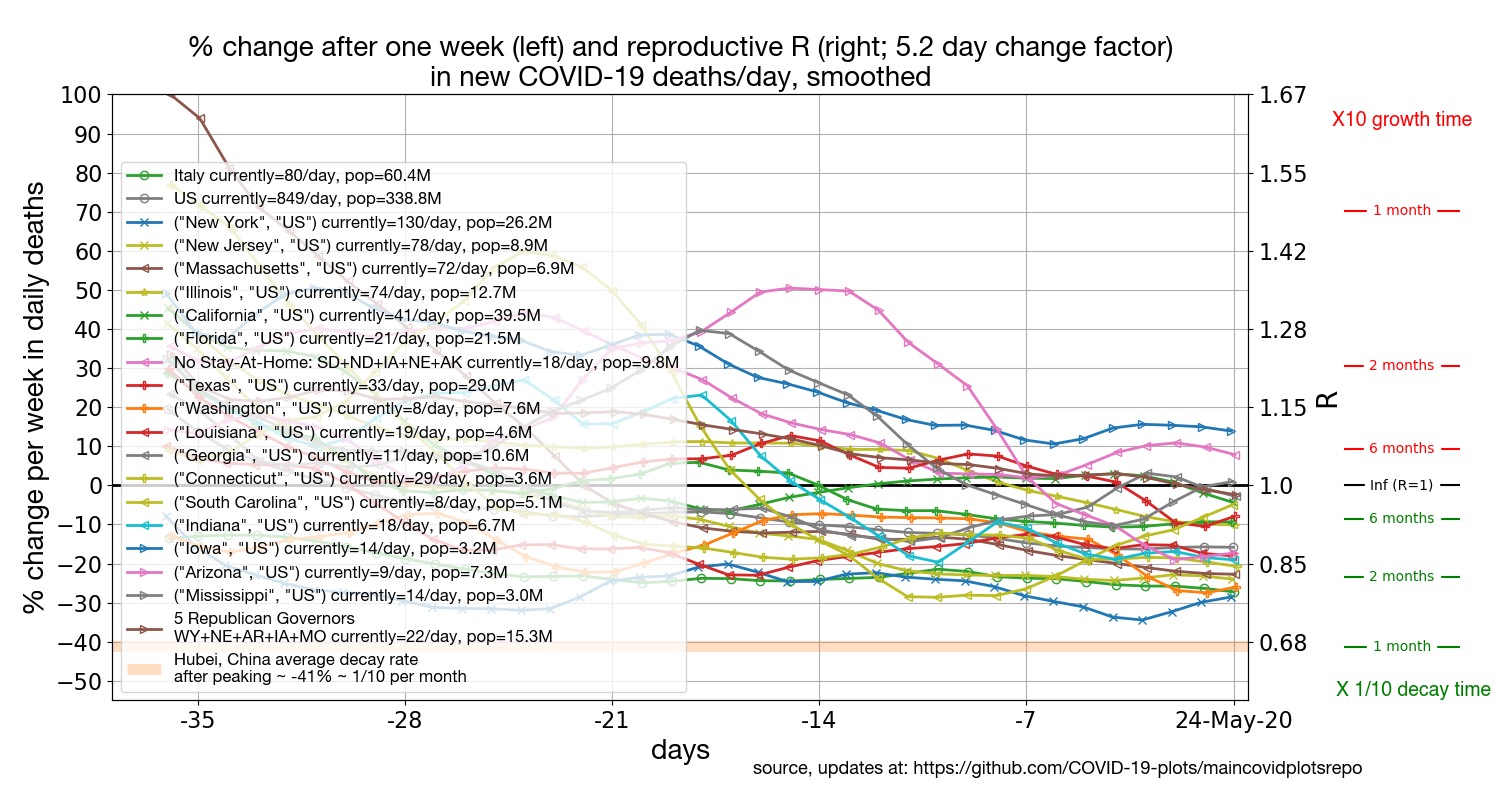 % change after one week (left) and reproductive R (right; 5.2 day change factor)
in new COVID-19 deaths/day, smoothed
100
90
80
70
60
50
40
30
20
10
0
−10
−20
−30
−40
−50
% change per week in daily deaths
Italy currently=80/day, pop=60.4M
US currently=849/day, pop=338.8M
("New York", "US") currently=130/day, pop=26.2M
("New Jersey", "US") currently=78/day, pop=8.9M
("Massachusetts", "US") currently=72/day, pop=6.9M
("Illinois", "US") currently=74/day, pop=12.7M
("California", "US") currently=41/day, pop=39.5M
("Florida", "US") currently=21/day, pop=21.5M
No Stay-At-Home: SD+ND+IA+NE+AK currently=18/day, pop=9.8M
("Texas", "US") currently=33/day, pop=29.0M
("Washington", "US") currently=8/day, pop=7.6M
("Louisiana", "US") currently=19/day, pop=4.6M
("Georgia", "US") currently=11/day, pop=10.6M
("Connecticut", "US") currently=29/day, pop=3.6M
("South Carolina", "US") currently=8/day, pop=5.1M
("Indiana", "US") currently=18/day, pop=6.7M
("Iowa", "US") currently=14/day, pop=3.2M
("Arizona", "US") currently=9/day, pop=7.3M
("Mississippi", "US") currently=14/day, pop=3.0M
5 Republican Governors
WY+NE+AR+IA+MO currently=22/day, pop=15.3M
Hubei, China average decay rate
after peaking ~ -41% ~ 1/10 per month
1.67
1.55
1.42
1.28
1.15
1.0
0.85
0.68
R
X10 growth time
1 month
2 months
6 months
Inf (R=1)
6 months
2 months
1 month
X 1/10 decay time
-35
-28
-21
-14
-7
24-May-20
days
source, updates at: https://github.com/COVID-19-plots/maincovidplotsrepo